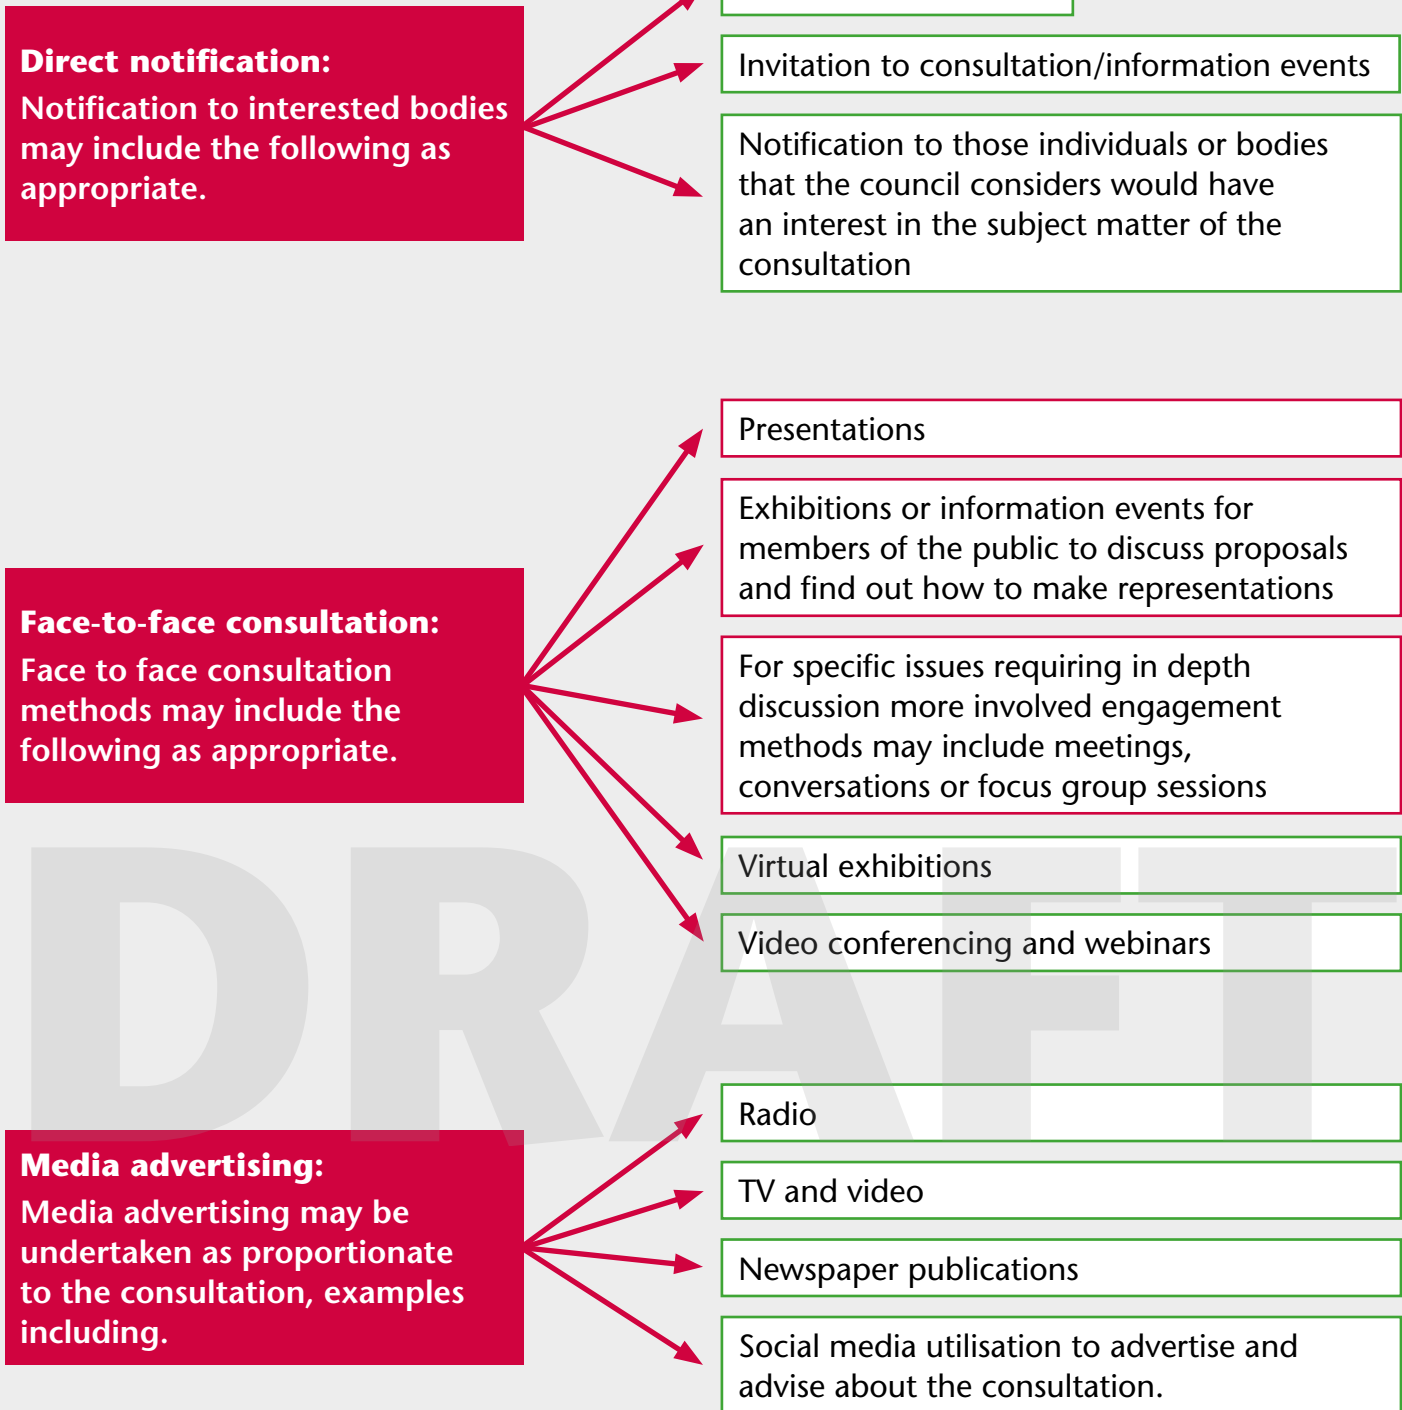 Direct notification:
Notification to interested bodies
may include the following as
appropriate.
Invitation to consultation/information events
Notification to those individuals or bodies
that the council considers would have
an interest in the subject matter of the
consultation
Face-to-face consultation:
Face to face consultation
methods may include the
following as appropriate.
Presentations
Exhibitions or information events for
members of the public to discuss proposals
and find out how to make representations
For specific issues requiring in depth
discussion more involved engagement
methods may include meetings,
conversations or focus group sessions
Virtual exhibitions
Video conferencing and webinars
DRAFT
Media advertising:
Media advertising may be
undertaken as proportionate
to the consultation, examples
including.
Radio
TV and video
Newspaper publications
Social media utilisation to advertise and
advise about the consultation.